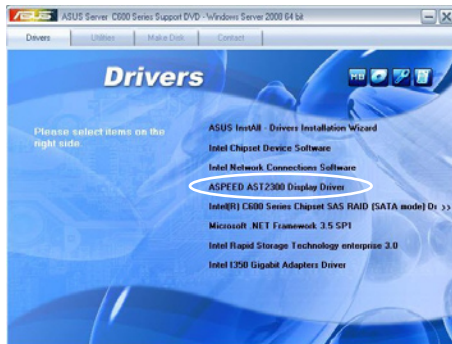 ASUS
ASUS Server C600 Series Support DVD - Windows Server 2008 64 bit
Drivers
Utilities
Make Disk
Contact
Drivers
MB
Please select items on the
right side.
ASUS InstAll - Drivers Installation Wizard
Intel Chipset Device Software
Intel Network Connections Software
ASPEED AST2300 Display Driver
Intel(R) C600 Series Chipset SAS RAID (SATA mode) Dr >>
Microsoft .NET Framework 3.5 SP1
Intel Rapid Storage Technology enterprise 3.0
Intel I350 Gigabit Adapters Driver